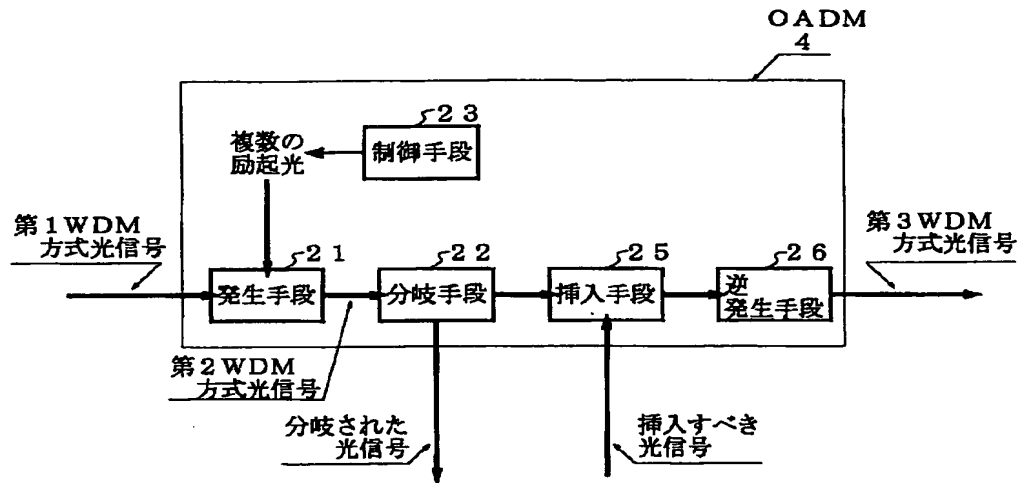 ＯＡＤＭ
４
２３
複数の
励起光
制御手段
第１ＷＤＭ
方式光信号
第３ＷＤＭ
方式光信号
２１
２２
２５
２６
発生手段
分岐手段
挿入手段
逆
発生手段
第２ＷＤＭ
方式光信号
分岐された
光信号
挿入すべき
光信号